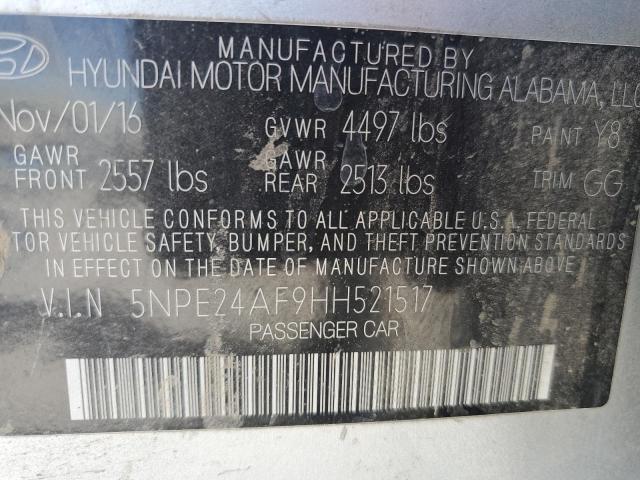 MANUFACTURED BY
HYUNDAI MOTOR MANUFACTURING ALABAMA, LLC
Nov/01/16 GVWR 4497 lbs PAINT Y8
GAWR FRONT 2557 lbs GAWR REAR 2513 lbs TRIM GG
THIS VEHICLE CONFORMS TO ALL APPLICABLE U.S.A. FEDERAL
TOR VEHICLE SAFETY, BUMPER, AND THEFT PREVENTION STANDARDS
IN EFFECT ON THE DATE OF MANUFACTURE SHOWN ABOVE.
V.I.N 5NPE24AF9HH521517
PASSENGER CAR